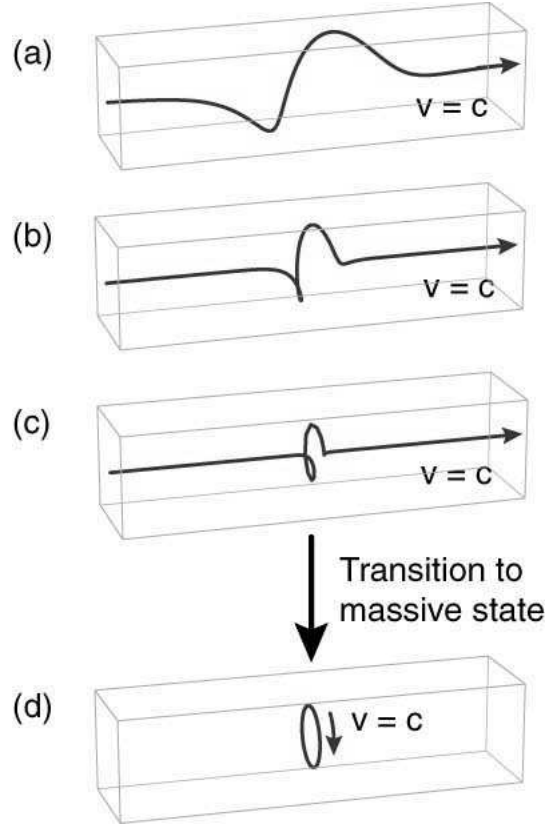 (a)
v = c
(b)
v = c
(c)
v = c
Transition to
massive state
(d)
v = c